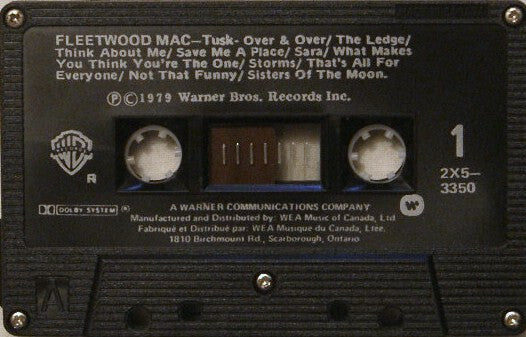 FLEETWOOD MAC—Tusk- Over & Over/ The Ledge/
Think About Me/ Save Me A Place/ Sara/ What Makes
You Think You're The One/ Storms/ That's All For
Everyone/ Not That Funny/ Sisters Of The Moon.
Ⓟ©1979 Warner Bros. Records Inc.
R
1
2X5—
3350
DOLBY SYSTEM
A WARNER COMMUNICATIONS COMPANY
Manufactured and Distributed by: WEA Music of Canada, Ltd.
Fabriqué et Distribué par: WEA Musique du Canada, Ltee.
1810 Birchmount Rd., Scarborough, Ontario